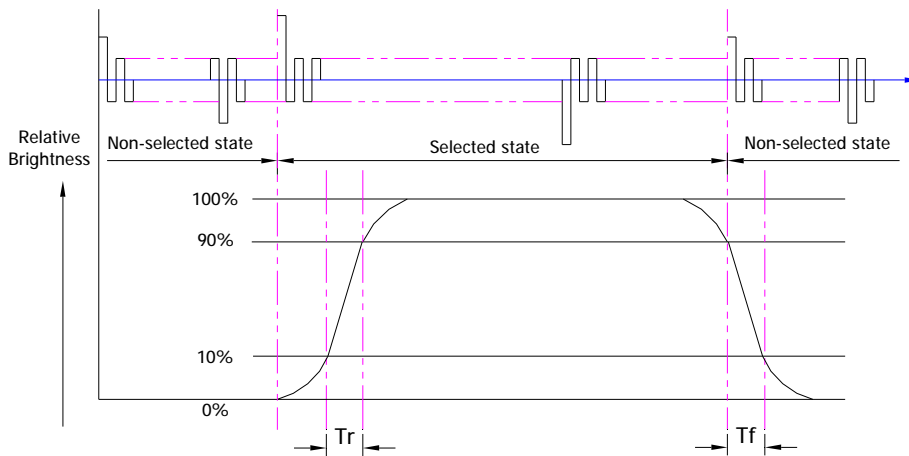 Relative
Brightness
Non-selected state
Selected state
Non-selected state
100%
90%
10%
0%
Tr
Tf